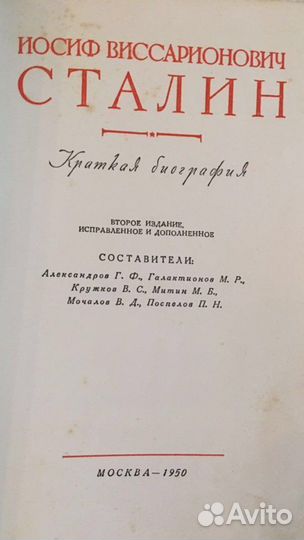 ИОСИФ ВИССАРИОНОВИЧ
СТАЛИН
Краткая биография
ВТОРОЕ ИЗДАНИЕ,
ИСПРАВЛЕННОЕ И ДОПОЛНЕННОЕ
СОСТАВИТЕЛИ:
Александров Г. Ф., Галактионов М. Р.,
Кружков В. С., Митин М. Б.,
Мочалов В. Д., Поспелов П. Н.
МОСКВА—1950
Avito